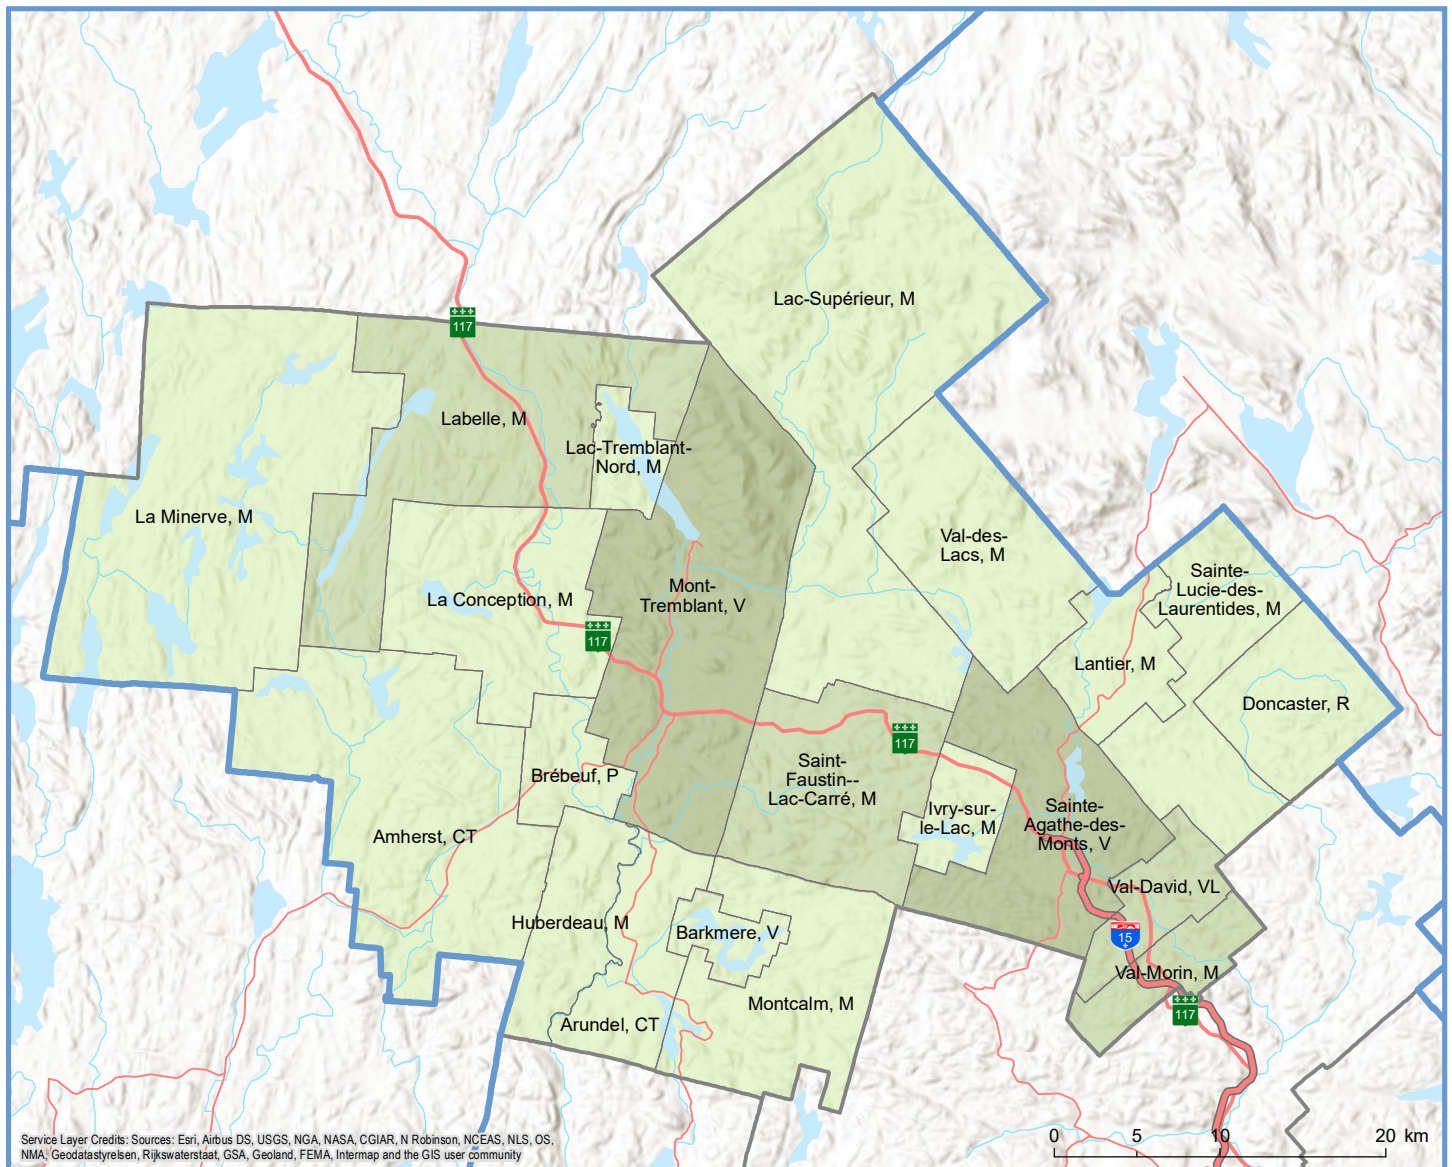 Lac-Supérieur, M
117
Labelle, M
Lac-Tremblant-
Nord, M
La Minerve, M
Val-des-
Lacs, M
Sainte-
Lucie-des-
Laurentides, M
Mont-
Tremblant, V
La Conception, M
117
Lantier, M
Doncaster, R
117
Brébeuf, P
Saint-
Faustin--
Lac-Carré, M
Ivry-sur-
le-Lac, M
Sainte-
Agathe-des-
Monts, V
Amherst, CT
Val-David, VL
Huberdeau, M
Barkmere, V
15
Val-Morin, M
Montcalm, M
117
Arundel, CT
0 5 10 20 km
Service Layer Credits: Sources: Esri, Airbus DS, USGS, NGA, NASA, CGIAR, N Robinson, NCEAS, NLS, OS,
NMA, Geodatastyrelsen, Rijkswaterstaat, GSA, Geoland, FEMA, Intermap and the GIS user community